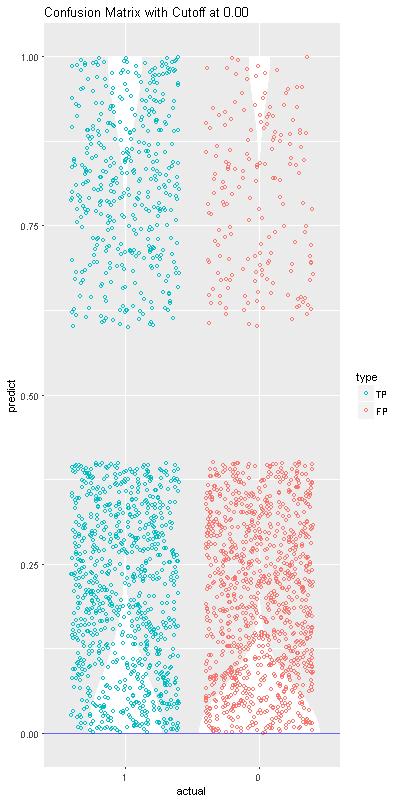 Confusion Matrix with Cutoff at 0.00
1.00
0.75
0.50
0.25
0.00
predict
1
0
actual
type
TP
FP